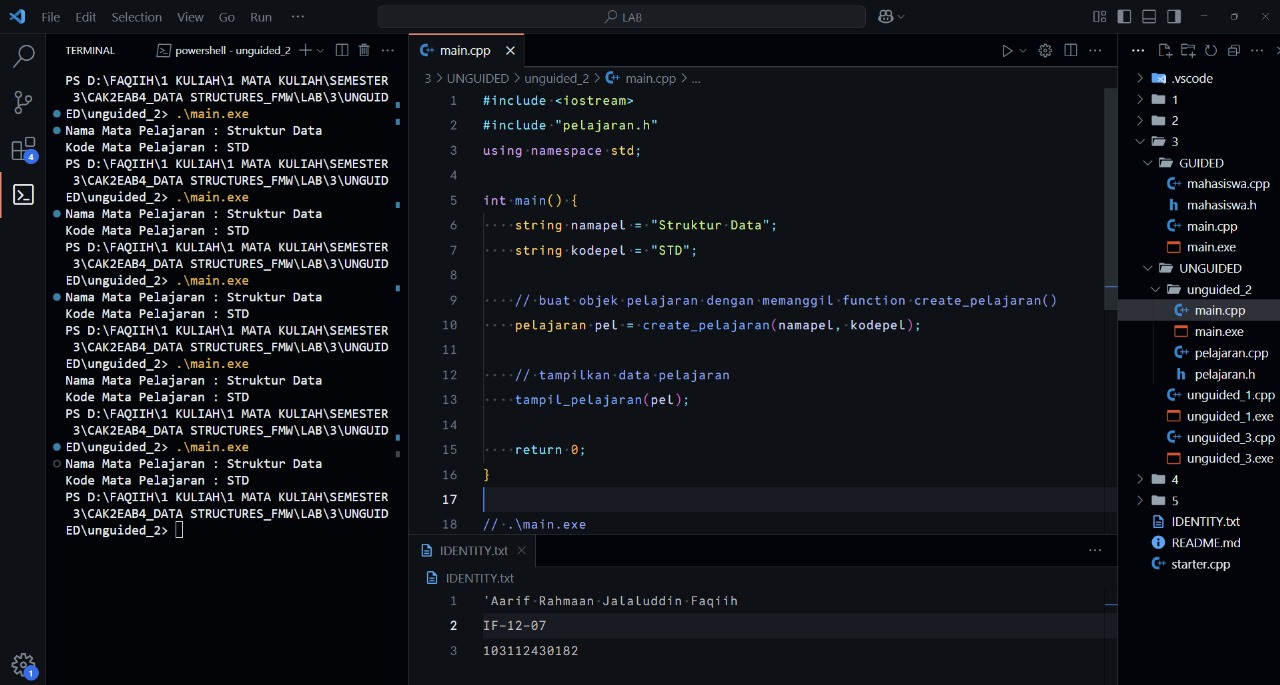 File Edit Selection View Go Run ··· LAB
TERMINAL powershell - unguided_2
PS D:\FAQIIH\1 KULIAH\1 MATA KULIAH\SEMESTER
3\CAK2EAB4_DATA STRUCTURES_FMW\LAB\3\UNGUID
ED\unguided_2> .\main.exe
Nama Mata Pelajaran : Struktur Data
Kode Mata Pelajaran : STD
PS D:\FAQIIH\1 KULIAH\1 MATA KULIAH\SEMESTER
3\CAK2EAB4_DATA STRUCTURES_FMW\LAB\3\UNGUID
ED\unguided_2> .\main.exe
Nama Mata Pelajaran : Struktur Data
Kode Mata Pelajaran : STD
PS D:\FAQIIH\1 KULIAH\1 MATA KULIAH\SEMESTER
3\CAK2EAB4_DATA STRUCTURES_FMW\LAB\3\UNGUID
ED\unguided_2> .\main.exe
Nama Mata Pelajaran : Struktur Data
Kode Mata Pelajaran : STD
PS D:\FAQIIH\1 KULIAH\1 MATA KULIAH\SEMESTER
3\CAK2EAB4_DATA STRUCTURES_FMW\LAB\3\UNGUID
ED\unguided_2> .\main.exe
Nama Mata Pelajaran : Struktur Data
Kode Mata Pelajaran : STD
PS D:\FAQIIH\1 KULIAH\1 MATA KULIAH\SEMESTER
3\CAK2EAB4_DATA STRUCTURES_FMW\LAB\3\UNGUID
ED\unguided_2> .\main.exe
Nama Mata Pelajaran : Struktur Data
Kode Mata Pelajaran : STD
PS D:\FAQIIH\1 KULIAH\1 MATA KULIAH\SEMESTER
3\CAK2EAB4_DATA STRUCTURES_FMW\LAB\3\UNGUID
ED\unguided_2>
4
1
main.cpp
3 > UNGUIDED > unguided_2 > main.cpp > ...
1 #include <iostream>
2 #include "pelajaran.h"
3 using namespace std;
4
5 int main() {
6 string namapel = "Struktur Data";
7 string kodepel = "STD";
8
9 // buat objek pelajaran dengan memanggil function create_pelajaran()
10 pelajaran pel = create_pelajaran(namapel, kodepel);
11
12 // tampilkan data pelajaran
13 tampil_pelajaran(pel);
14
15 return 0;
16 }
17
18 // .\main.exe
IDENTITY.txt
IDENTITY.txt
1 'Aarif Rahmaan Jalaluddin Faqiih
2 IF-12-07
3 103112430182
.vscode
1
2
3
GUIDED
mahasiswa.cpp
mahasiswa.h
main.cpp
main.exe
UNGUIDED
unguided_2
main.cpp
main.exe
pelajaran.cpp
pelajaran.h
unguided_1.cpp
unguided_1.exe
unguided_3.cpp
unguided_3.exe
4
5
IDENTITY.txt
README.md
starter.cpp